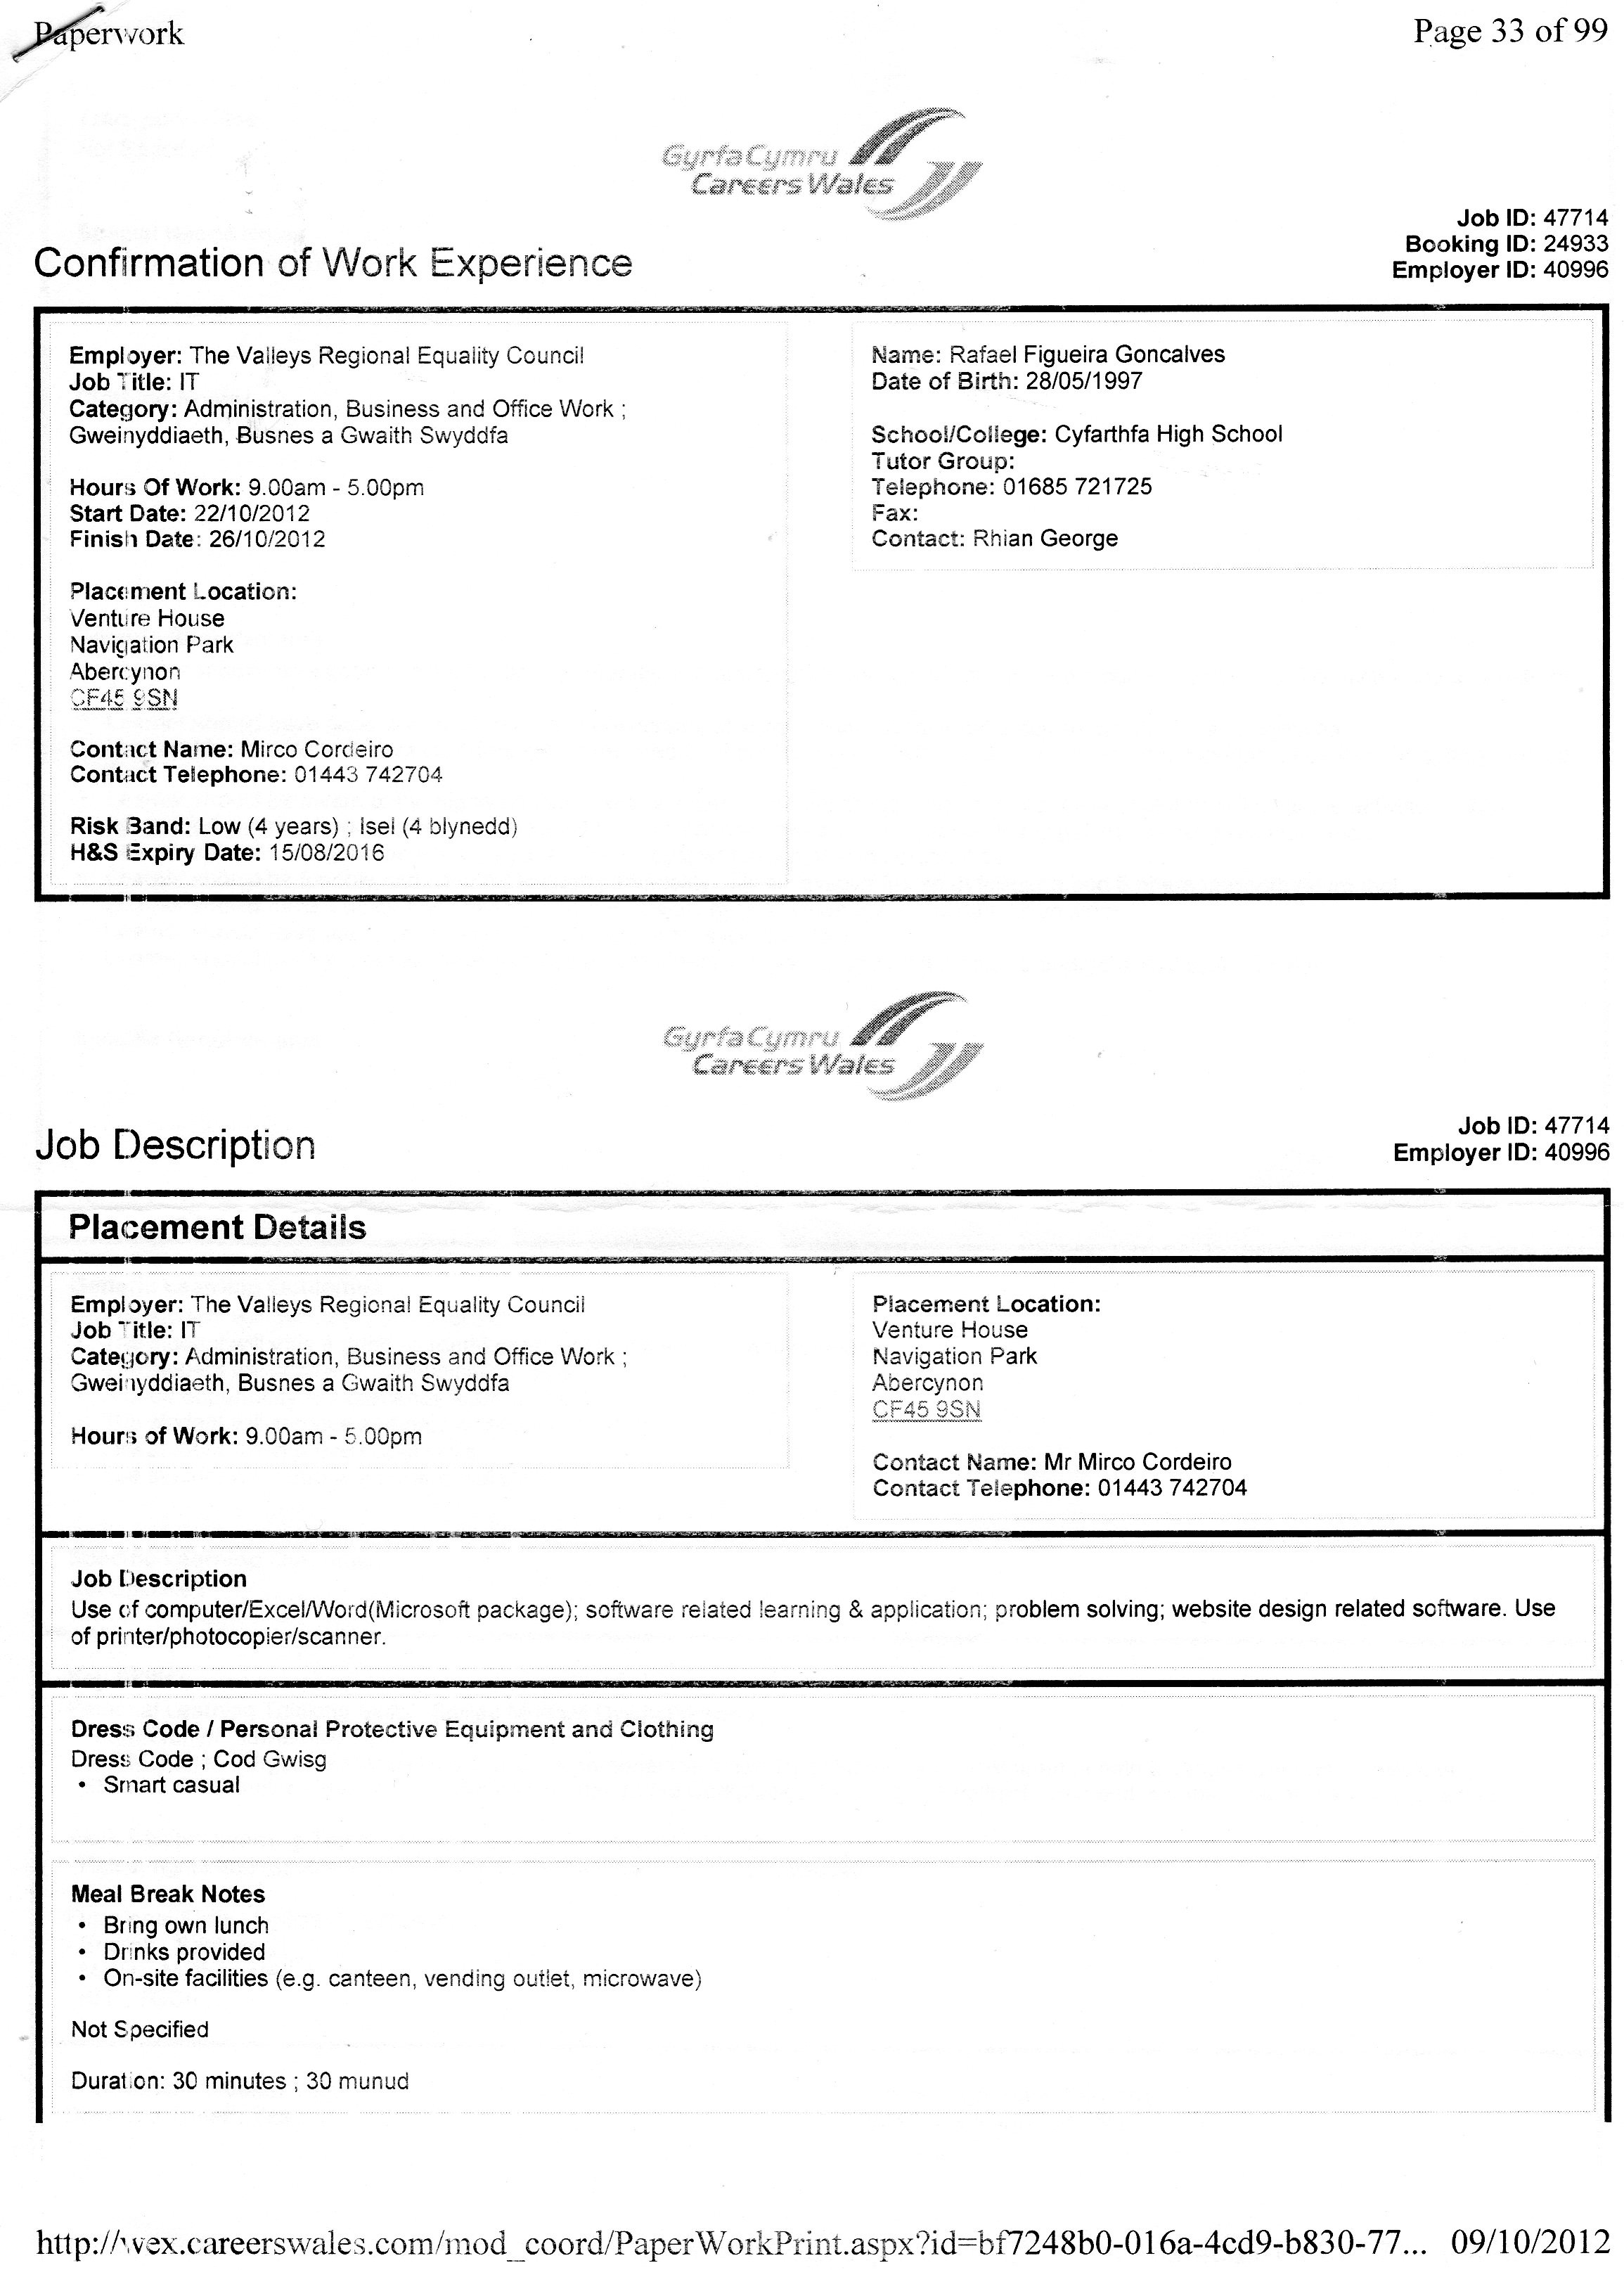 Paperwork
Page 33 of 99
Gyrfa Cymru
Careers Wales
Job ID: 47714
Booking ID: 24933
Employer ID: 40996
Confirmation of Work Experience
Employer: The Valleys Regional Equality Council
Job Title: IT
Category: Administration, Business and Office Work ;
Gweinyddiaeth, Busnes a Gwaith Swyddfa
Hours Of Work: 9.00am - 5.00pm
Start Date: 22/10/2012
Finish Date: 26/10/2012
Placement Location:
Venture House
Navigation Park
Abercynon
CF45 9SN
Contact Name: Mirco Cordeiro
Contact Telephone: 01443 742704
Risk Band: Low (4 years) ; Isel (4 blynedd)
H&S Expiry Date: 15/08/2016
Name: Rafael Figueira Goncalves
Date of Birth: 28/05/1997
School/College: Cyfarthfa High School
Tutor Group:
Telephone: 01685 721725
Fax:
Contact: Rhian George
Gyrfa Cymru
Careers Wales
Job ID: 47714
Employer ID: 40996
Job Description
Placement Details
Employer: The Valleys Regional Equality Council
Job Title: IT
Category: Administration, Business and Office Work ;
Gweinyddiaeth, Busnes a Gwaith Swyddfa
Hours of Work: 9.00am - 5.00pm
Placement Location:
Venture House
Navigation Park
Abercynon
CF45 9SN
Contact Name: Mr Mirco Cordeiro
Contact Telephone: 01443 742704
Job Description
Use of computer/Excel/Word(Microsoft package); software related learning & application; problem solving; website design related software. Use
of printer/photocopier/scanner.
Dress Code / Personal Protective Equipment and Clothing
Dress Code ; Cod Gwisg
• Smart casual
Meal Break Notes
• Bring own lunch
• Drinks provided
• On-site facilities (e.g. canteen, vending outlet, microwave)
Not Specified
Duration: 30 minutes ; 30 munud
http://wex.careerswales.com/mod_coord/PaperWorkPrint.aspx?id=bf7248b0-016a-4cd9-b830-77... 09/10/2012